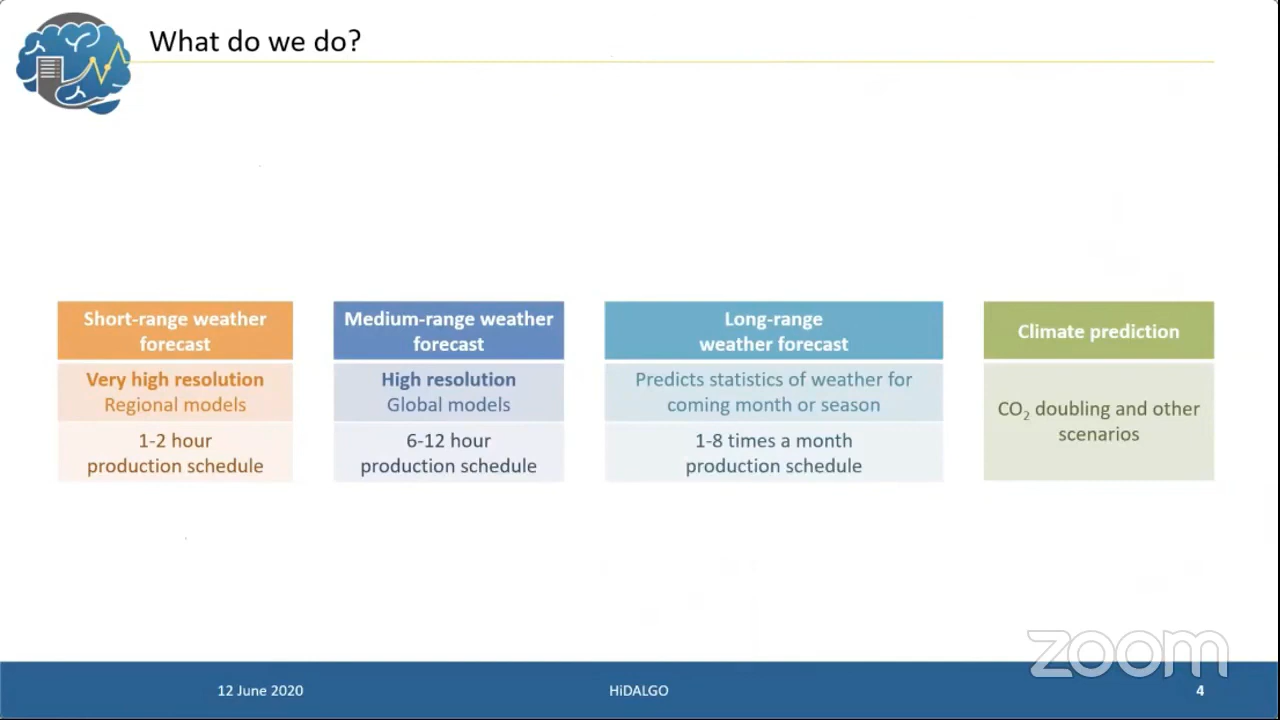 What do we do?
Short-range weather
forecast
Very high resolution
Regional models
1-2 hour
production schedule
Medium-range weather
forecast
High resolution
Global models
6-12 hour
production schedule
Long-range
weather forecast
Predicts statistics of weather for
coming month or season
1-8 times a month
production schedule
Climate prediction
CO₂ doubling and other
scenarios
zoom
12 June 2020
HiDALGO
4